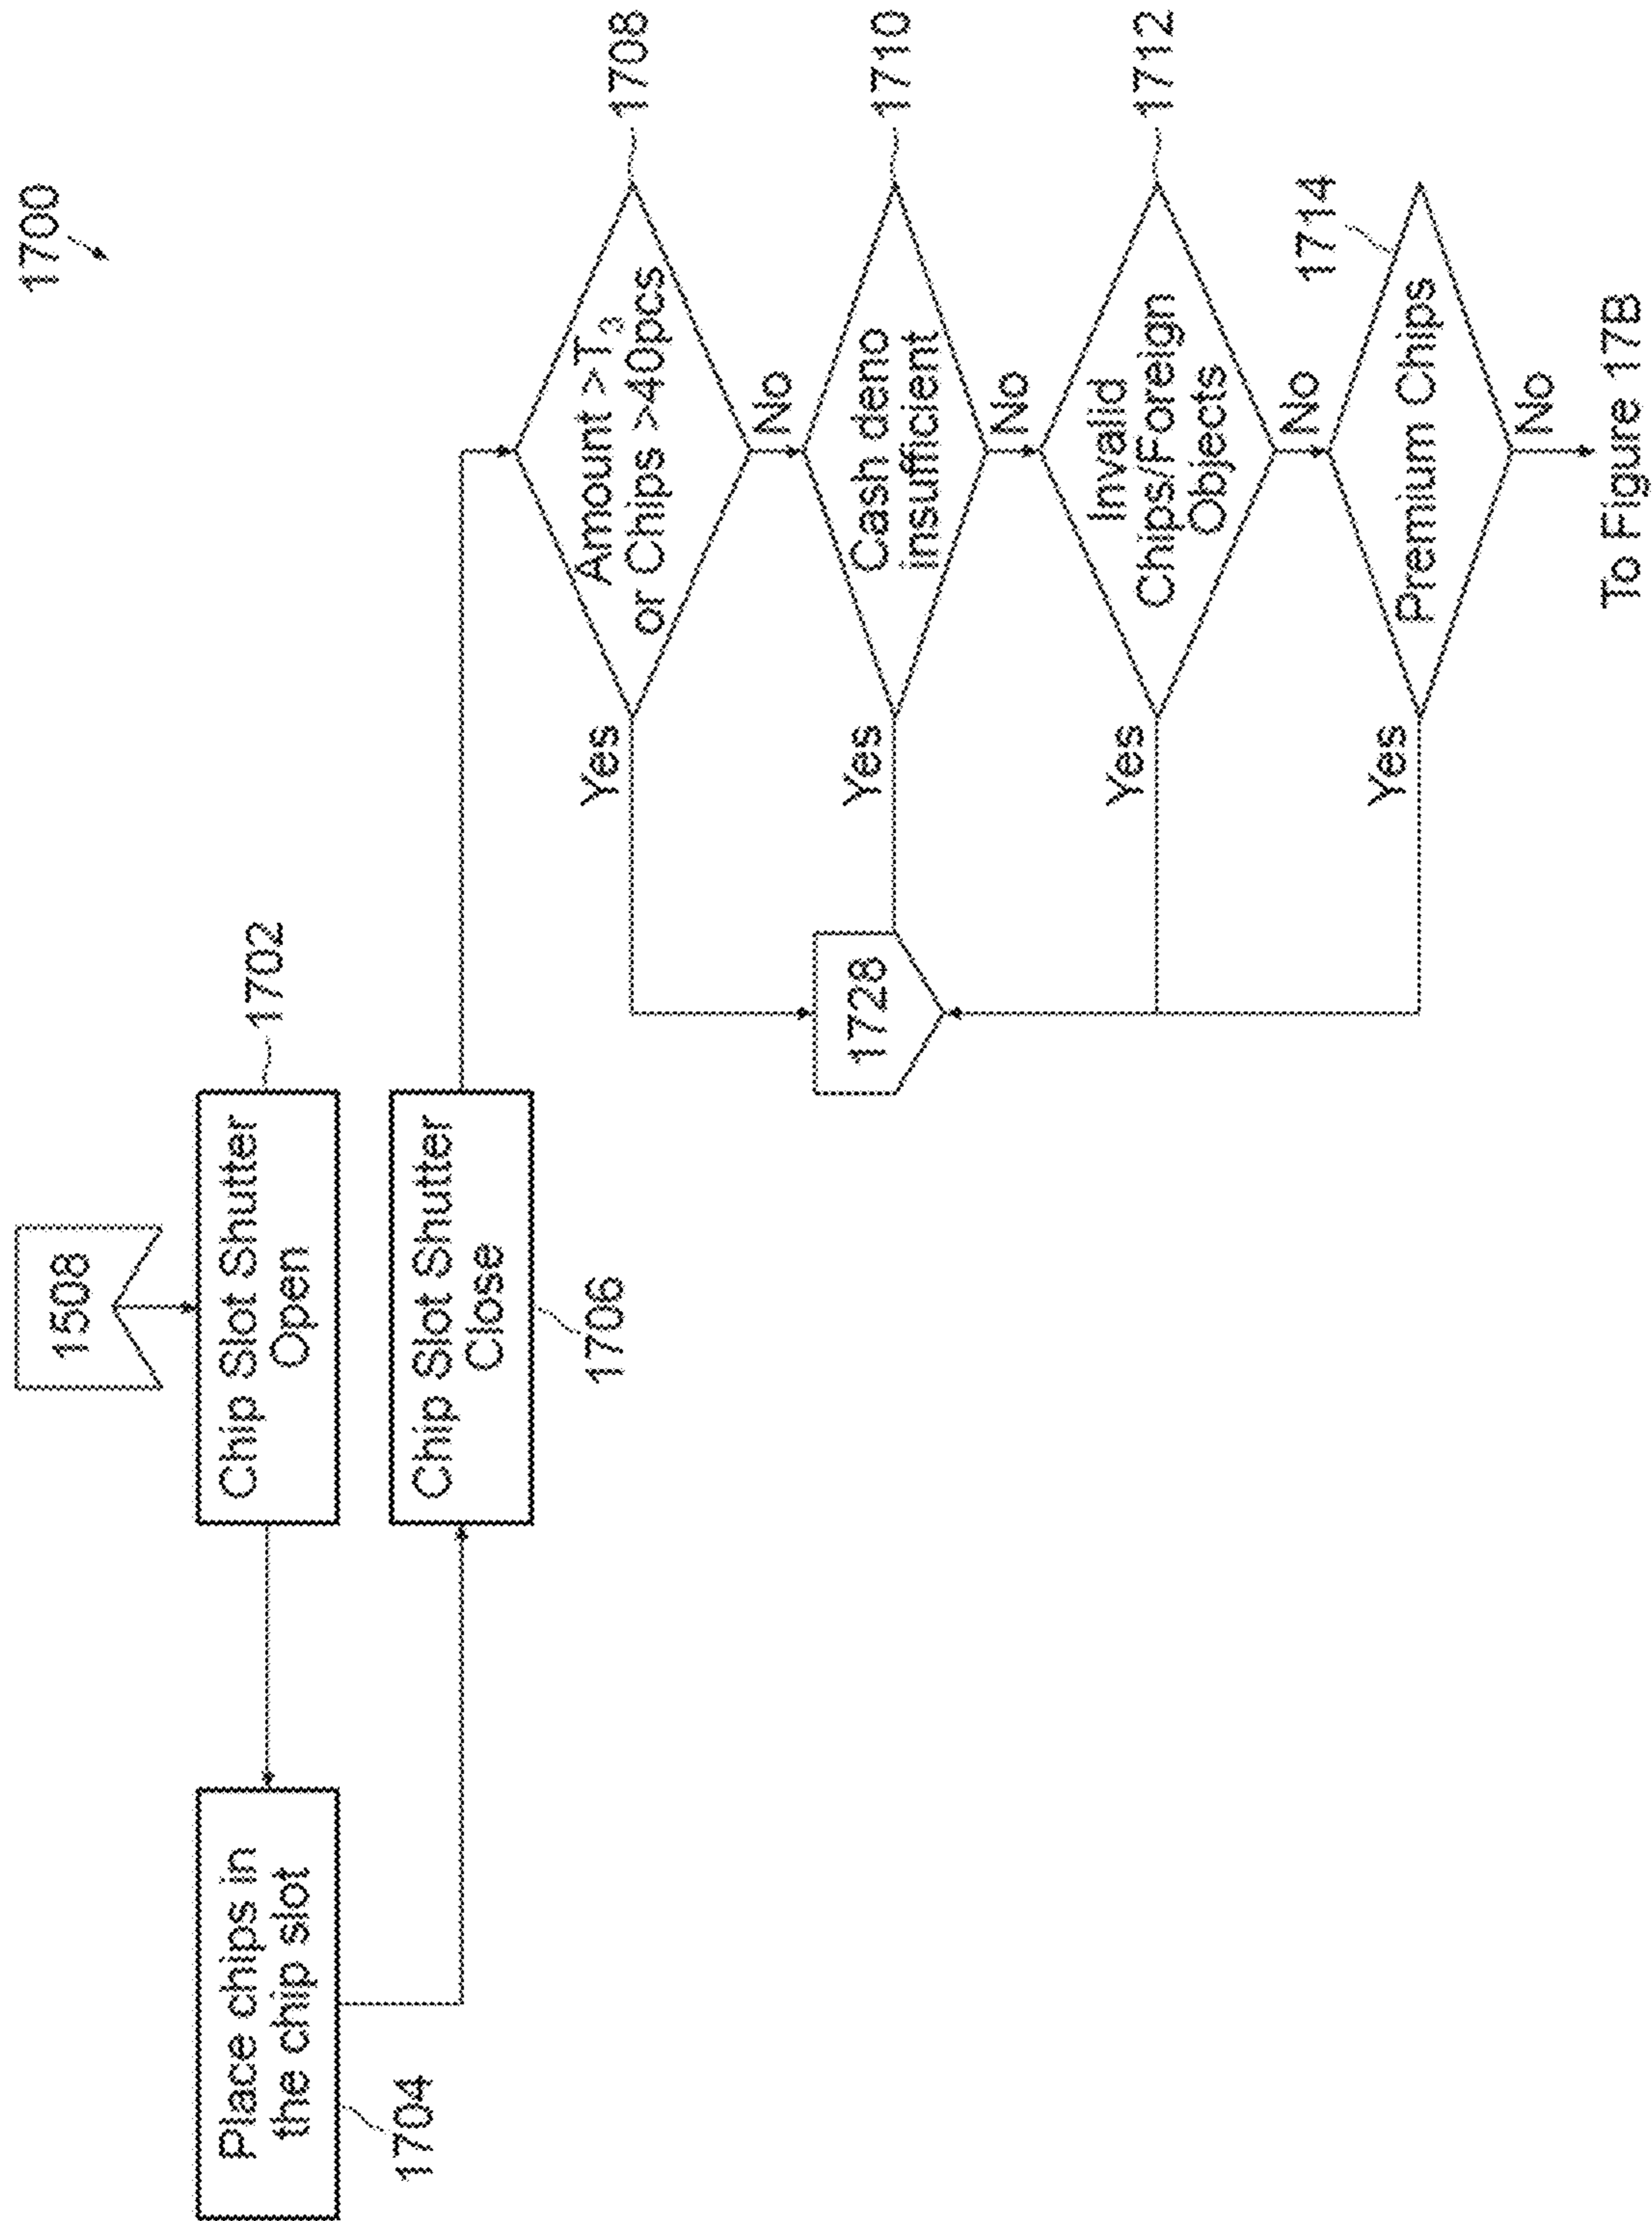 1700
1508
Chip Slot Shutter
Open
1702
Place chips in
the chip slot
1704
Chip Slot Shutter
Close
1706
Amount >T₃
or Chips >40pcs
1708
Yes
No
Cash deno
insufficient
1710
Yes
No
1728
Invalid
Chips/Foreign
Objects
1712
Yes
No
Premium Chips
1714
Yes
No
To Figure 17B